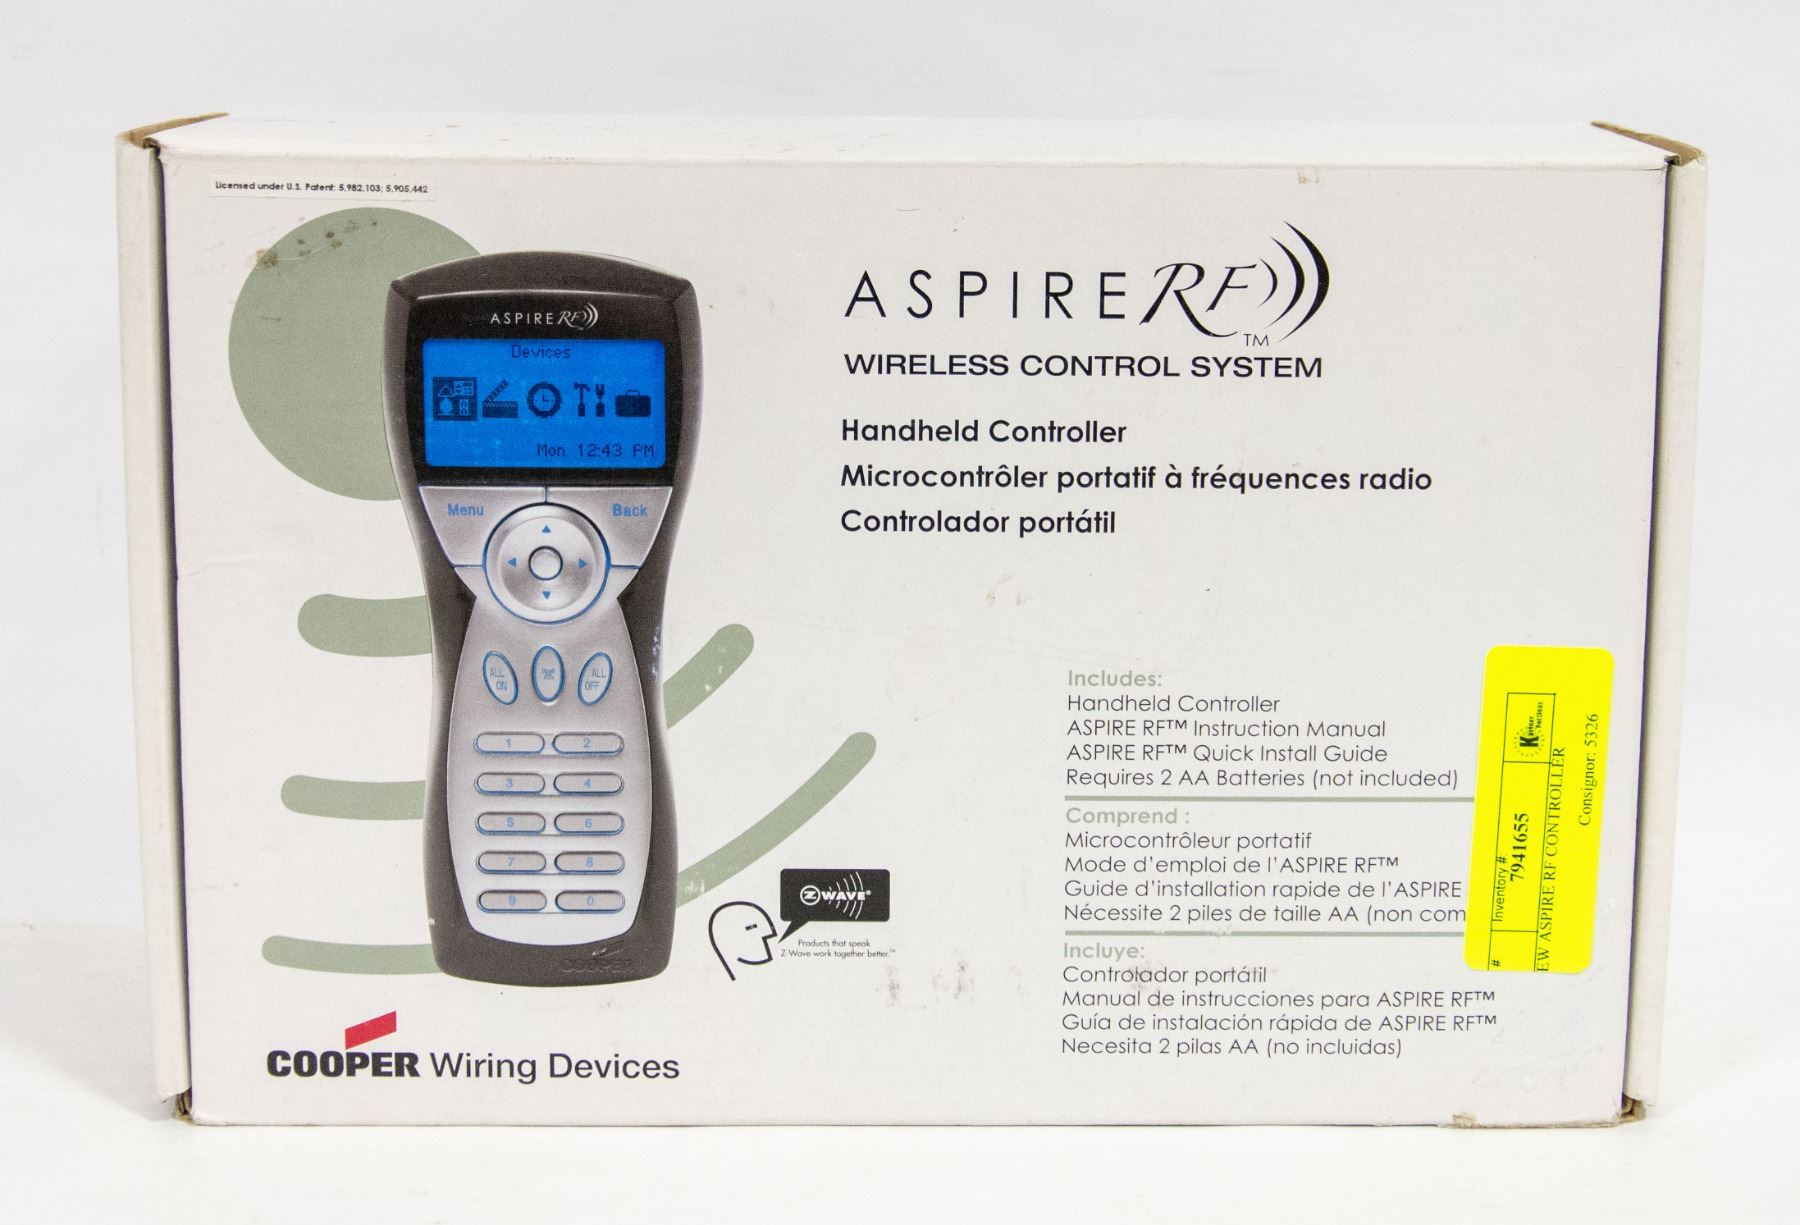 Licensed under U.S. Patent: 5,982,103; 5,905,442
ASPIRE RF
Devices
Mon 12:43 PM
Menu
Back
ALL ON
ALL OFF
1 2
3 4
5 6
7 8
9 0
COOPER
ASPIRE RF™
WIRELESS CONTROL SYSTEM
Handheld Controller
Microcontrôler portatif à fréquences radio
Controlador portátil
Includes:
Handheld Controller
ASPIRE RF™ Instruction Manual
ASPIRE RF™ Quick Install Guide
Requires 2 AA Batteries (not included)
Comprend :
Microcontrôleur portatif
Mode d'emploi de l'ASPIRE RF™
Guide d'installation rapide de l'ASPIRE
Nécessite 2 piles de taille AA (non com
Incluye:
Controlador portátil
Manual de instrucciones para ASPIRE RF™
Guía de instalación rápida de ASPIRE RF™
Necesita 2 pilas AA (no incluidas)
Z WAVE®
Products that speak
Z-Wave work together better.™
COOPER Wiring Devices
#
Inventory #:
7941655
EW ASPIRE RF CONTROLLER
Consignor: 5326